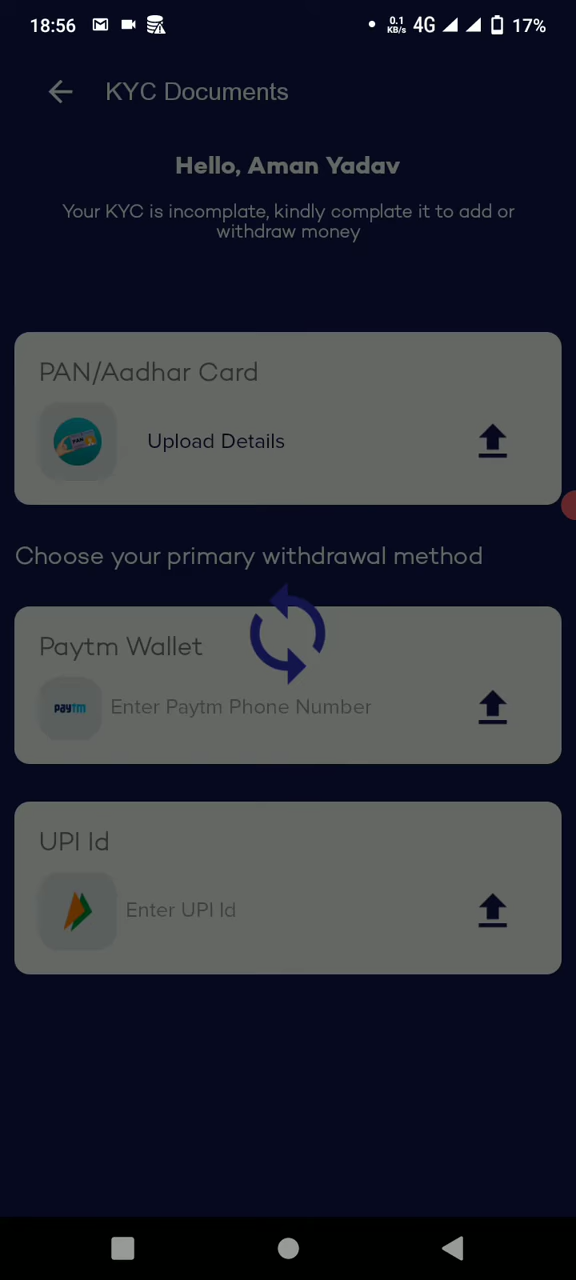 18:56 0.1 KB/s 4G 17%
KYC Documents
Hello, Aman Yadav
Your KYC is incomplate, kindly complate it to add or
withdraw money
PAN/Aadhar Card
PAN
Upload Details
Choose your primary withdrawal method
Paytm Wallet
paytm Enter Paytm Phone Number
UPI Id
Enter UPI Id